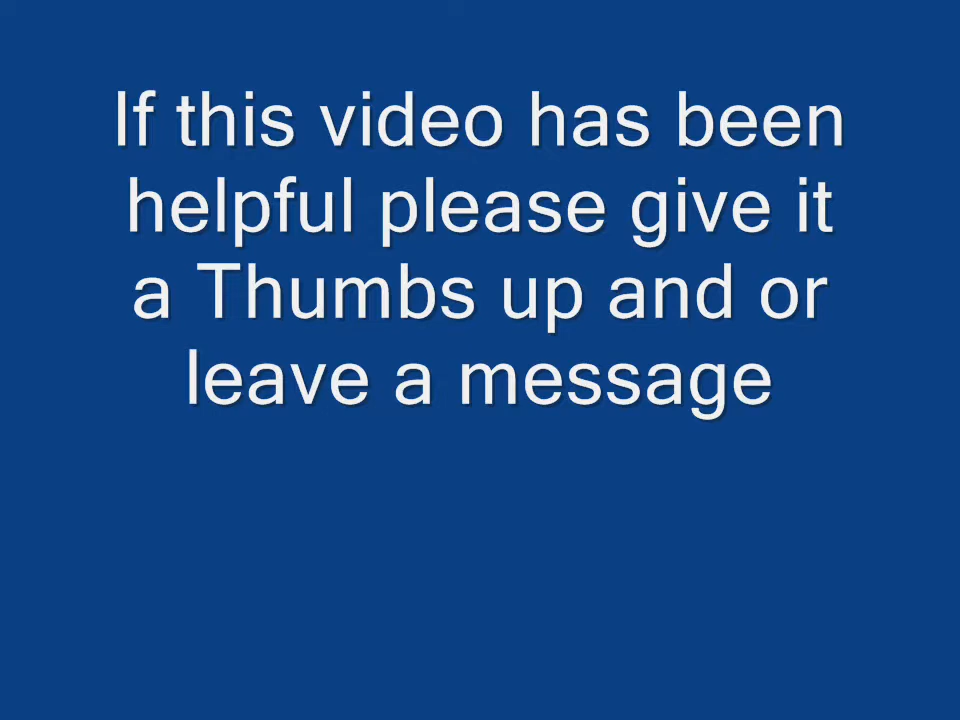 If this video has been
helpful please give it
a Thumbs up and or
leave a message